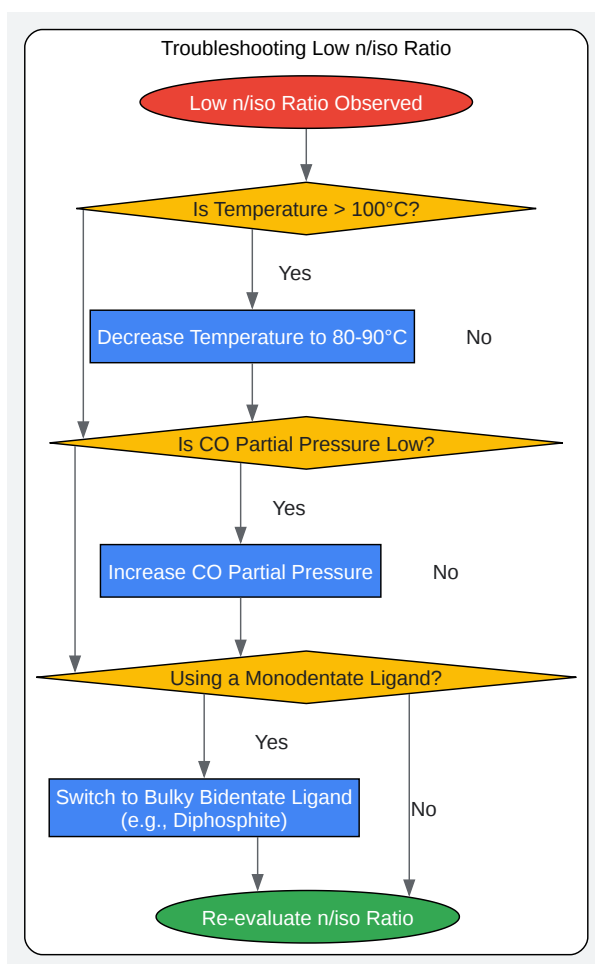 Troubleshooting Low n/iso Ratio
Low n/iso Ratio Observed
Is Temperature > 100°C?
Yes
Decrease Temperature to 80-90°C
No
Is CO Partial Pressure Low?
Yes
Increase CO Partial Pressure
No
Using a Monodentate Ligand?
Yes
Switch to Bulky Bidentate Ligand
(e.g., Diphosphite)
No
Re-evaluate n/iso Ratio